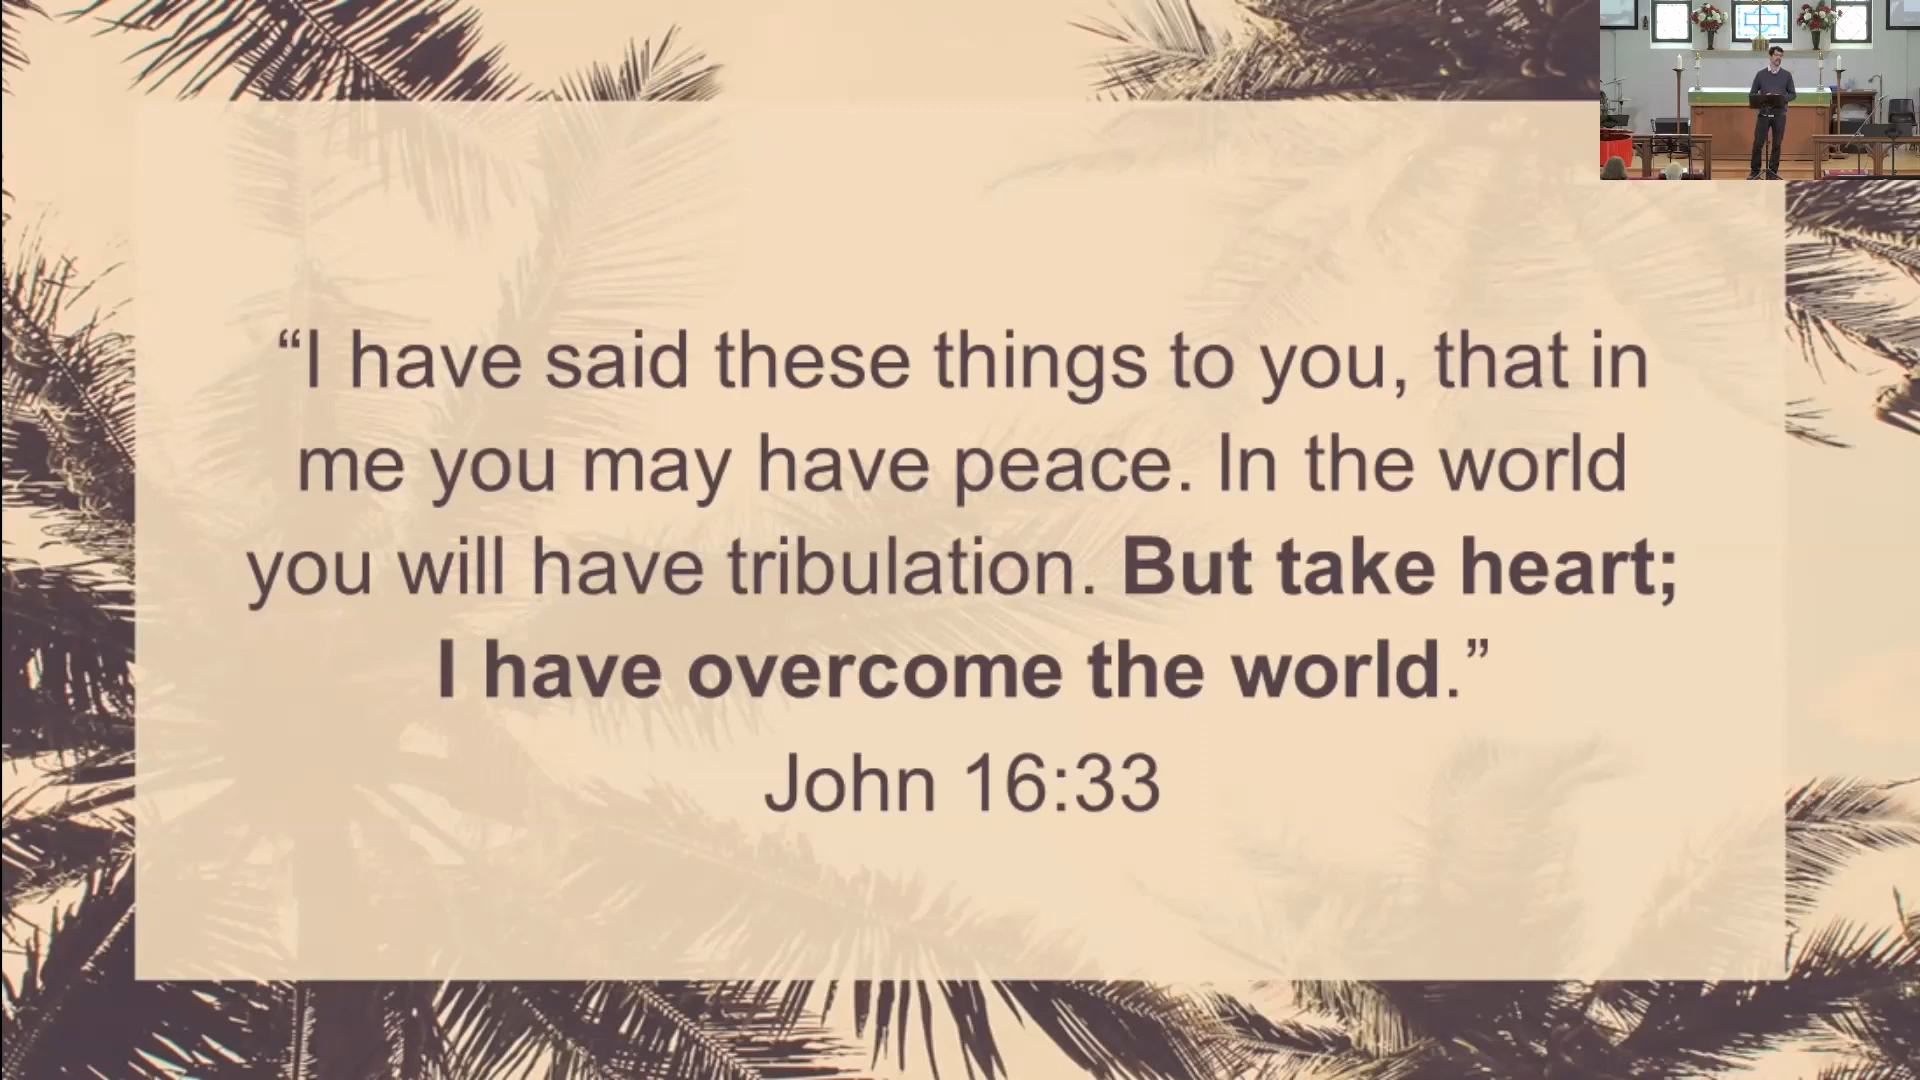 “I have said these things to you, that in
me you may have peace. In the world
you will have tribulation. But take heart;
I have overcome the world.”
John 16:33